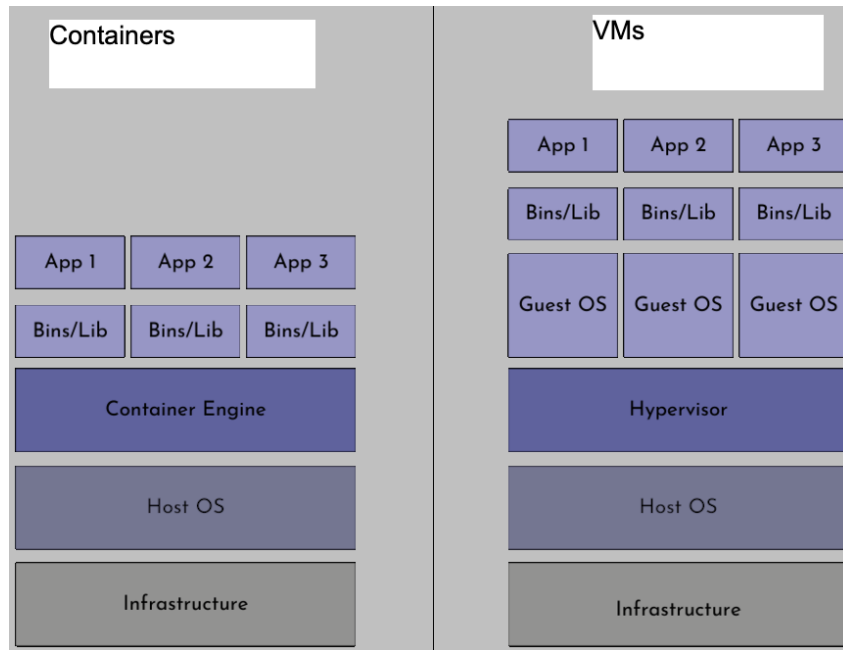 Containers
App 1 App 2 App 3
Bins/Lib Bins/Lib Bins/Lib
Container Engine
Host OS
Infrastructure
VMs
App 1 App 2 App 3
Bins/Lib Bins/Lib Bins/Lib
Guest OS Guest OS Guest OS
Hypervisor
Host OS
Infrastructure